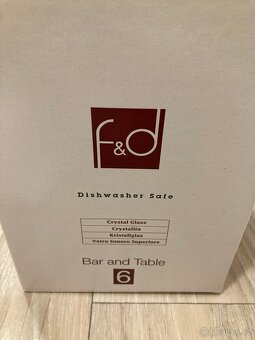 f&d
Dishwasher Safe
Crystal Glass
Crystallin
Kristallglas
Vetro Sonoro Superiore
Bar and Table
6